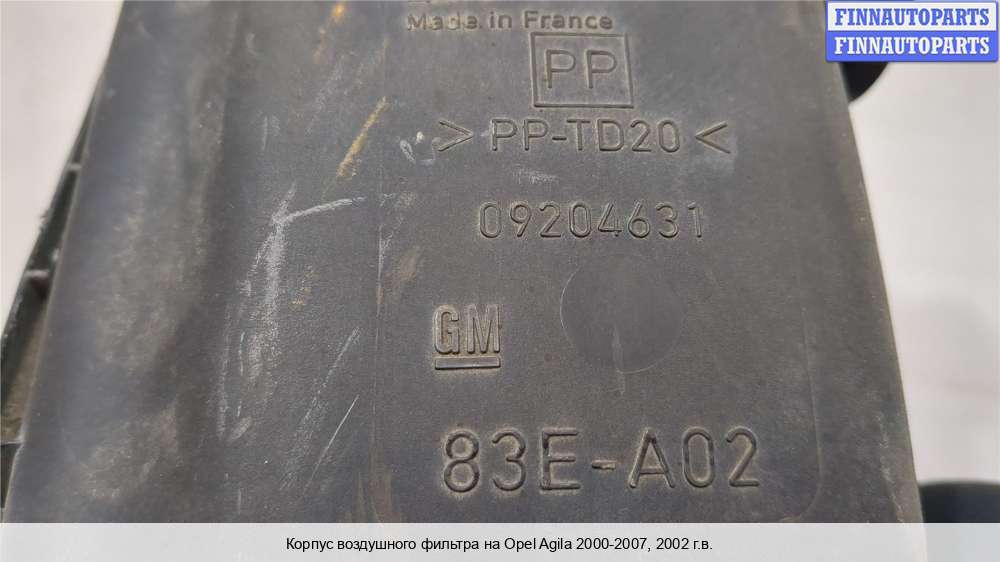 Made in France
FINNAUTOPARTS
FINNAUTOPARTS
PP
> PP-TD20 <
09204631
GM
83E-A02
Корпус воздушного фильтра на Opel Agila 2000-2007, 2002 г.в.